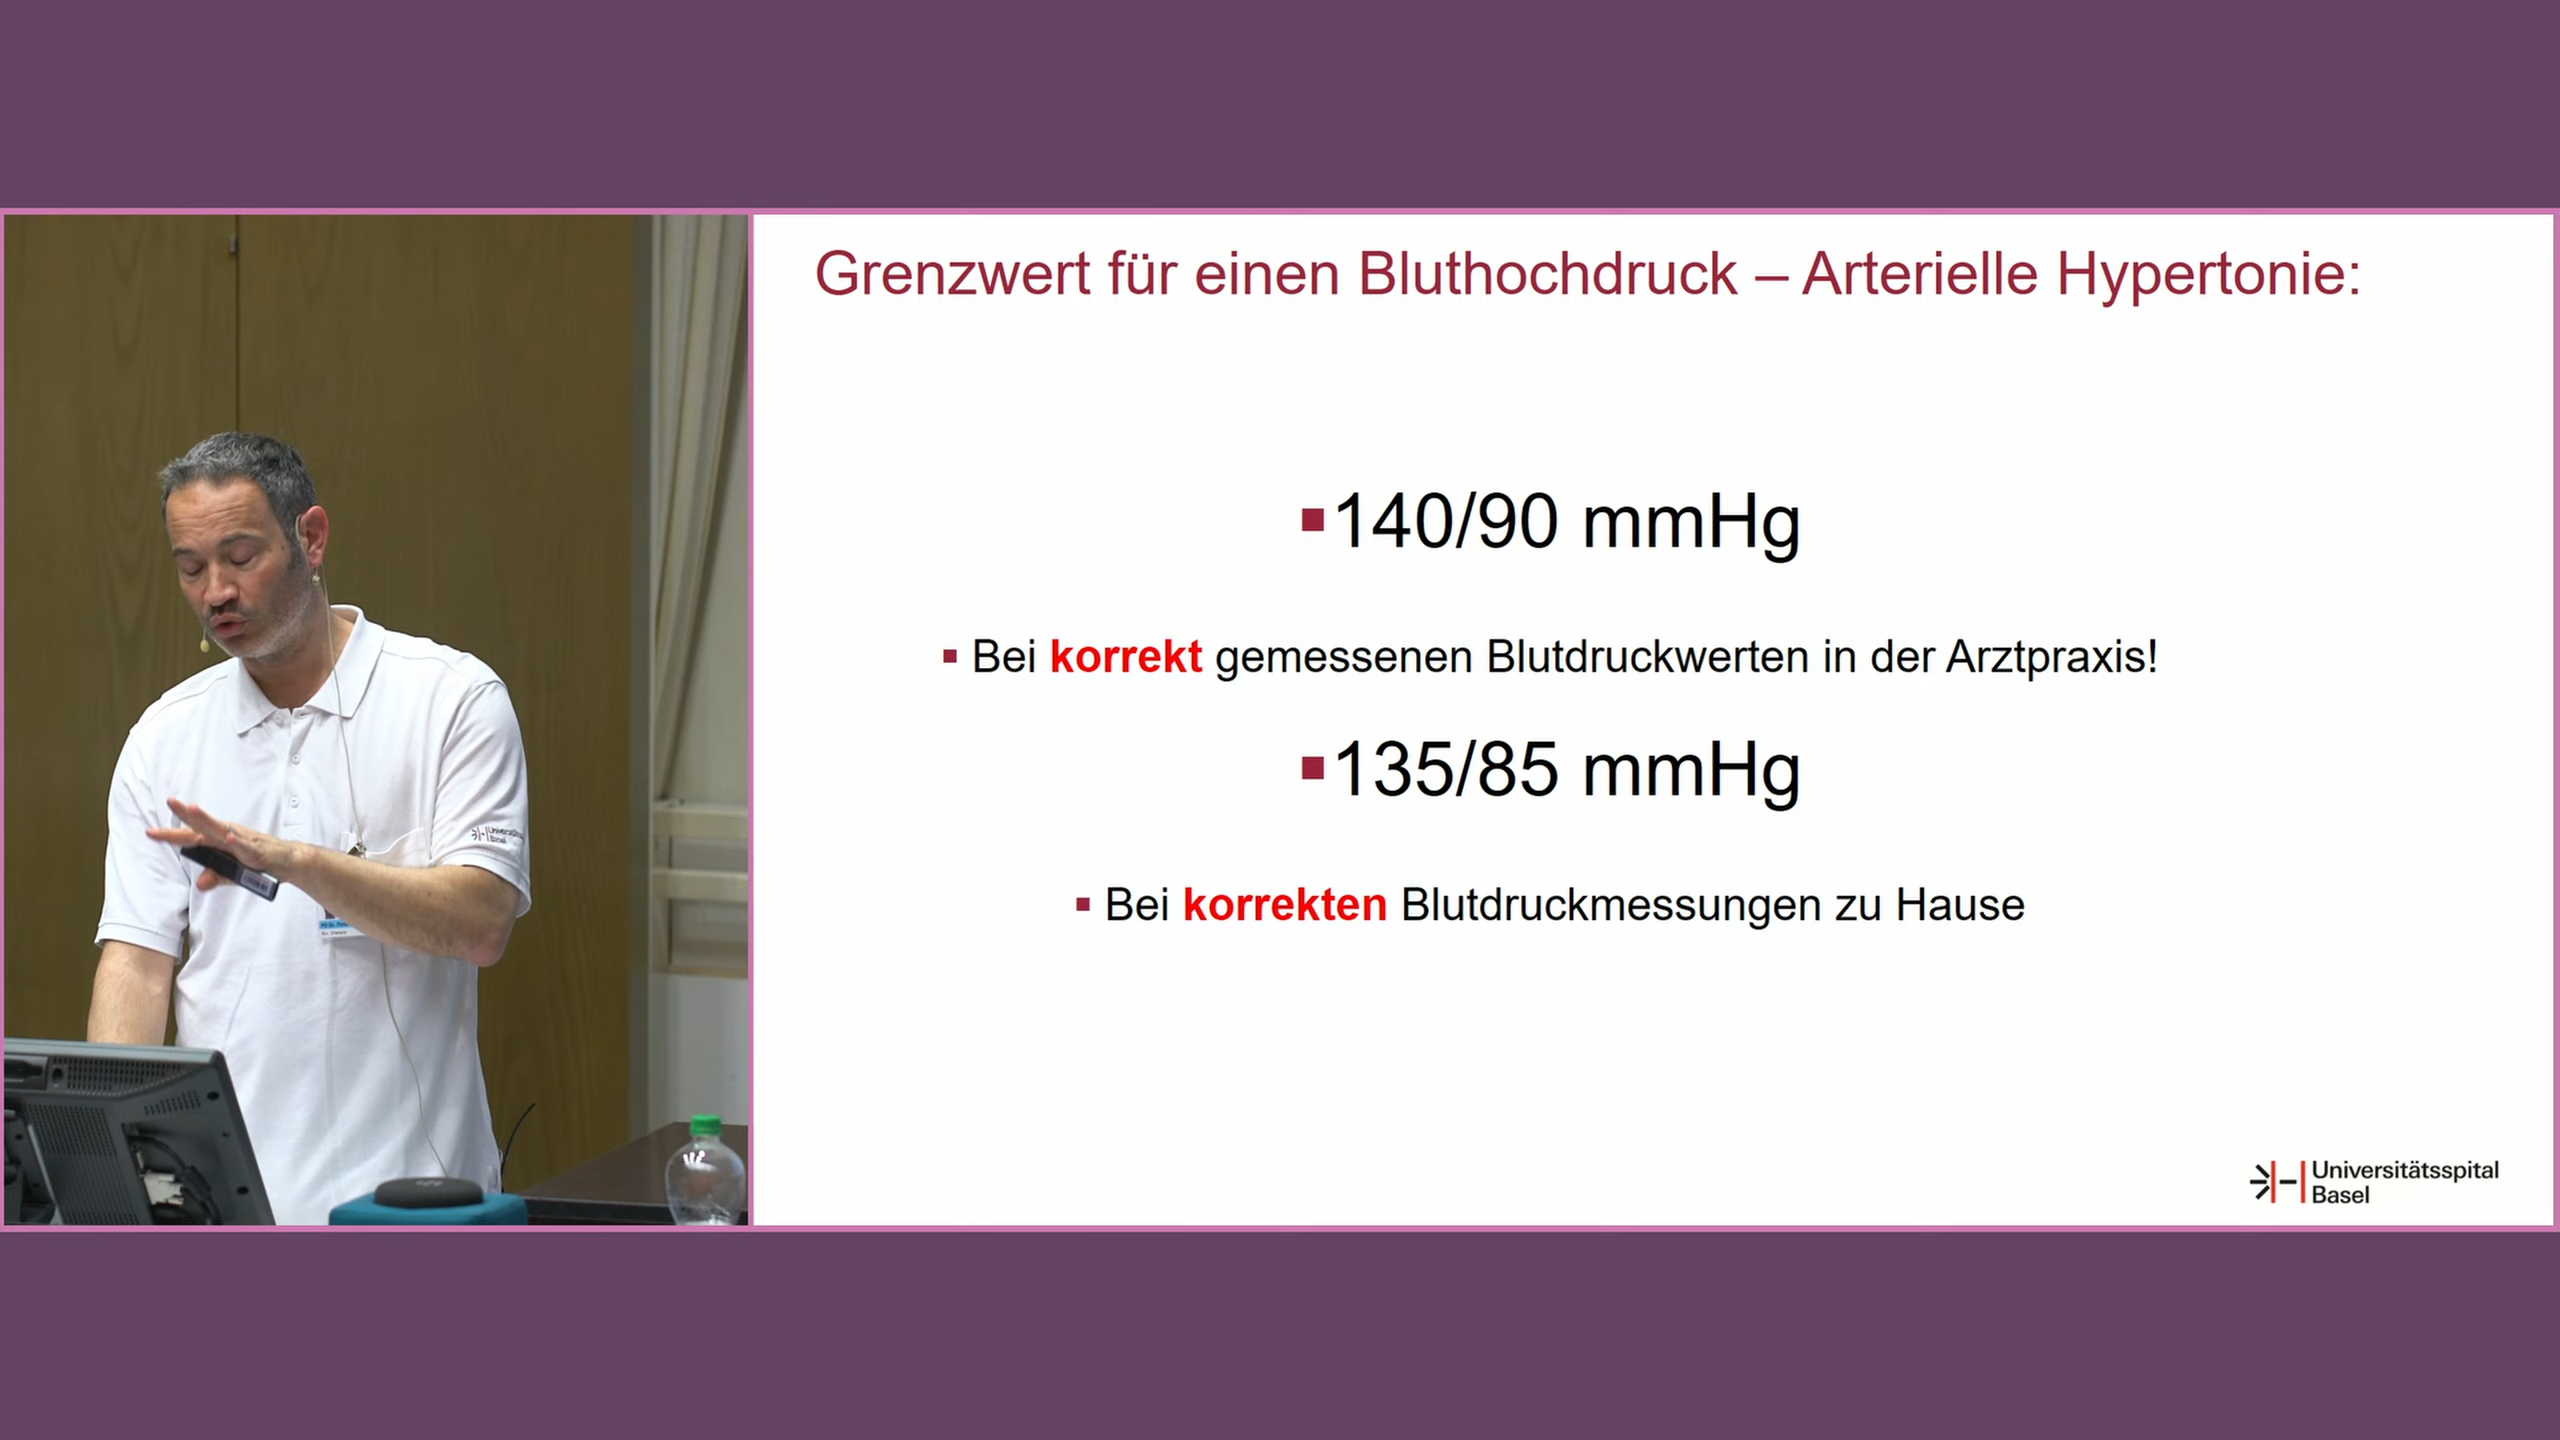 Grenzwert für einen Bluthochdruck – Arterielle Hypertonie:
▪140/90 mmHg
▪ Bei korrekt gemessenen Blutdruckwerten in der Arztpraxis!
▪135/85 mmHg
▪ Bei korrekten Blutdruckmessungen zu Hause
Universitätsspital
Basel
Basel